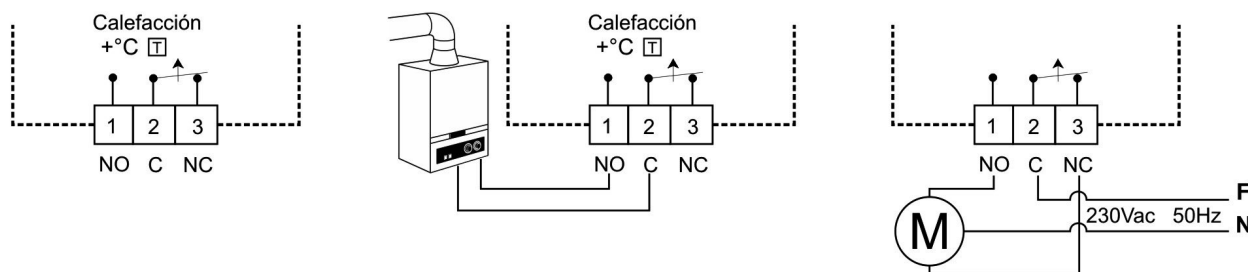 Calefacción
+°C T
1 2 3
NO C NC
Calefacción
+°C T
1 2 3
NO C NC
1 2 3
NO C NC
F
230Vac 50Hz
N
M